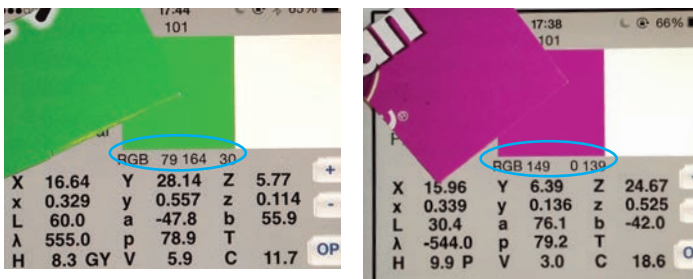 17:44
65%
101
RGB 79 164 30
X 16.64 Y 28.14 Z 5.77
x 0.329 y 0.557 z 0.114
L 60.0 a -47.8 b 55.9
λ 555.0 p 78.9 T
H 8.3 GY V 5.9 C 11.7
+
-
OP
17:38
66%
101
RGB 149 0 139
X 15.96 Y 6.39 Z 24.67
x 0.339 y 0.136 z 0.525
L 30.4 a 76.1 b -42.0
λ -544.0 p 79.2 T
H 9.9 P V 3.0 C 18.6